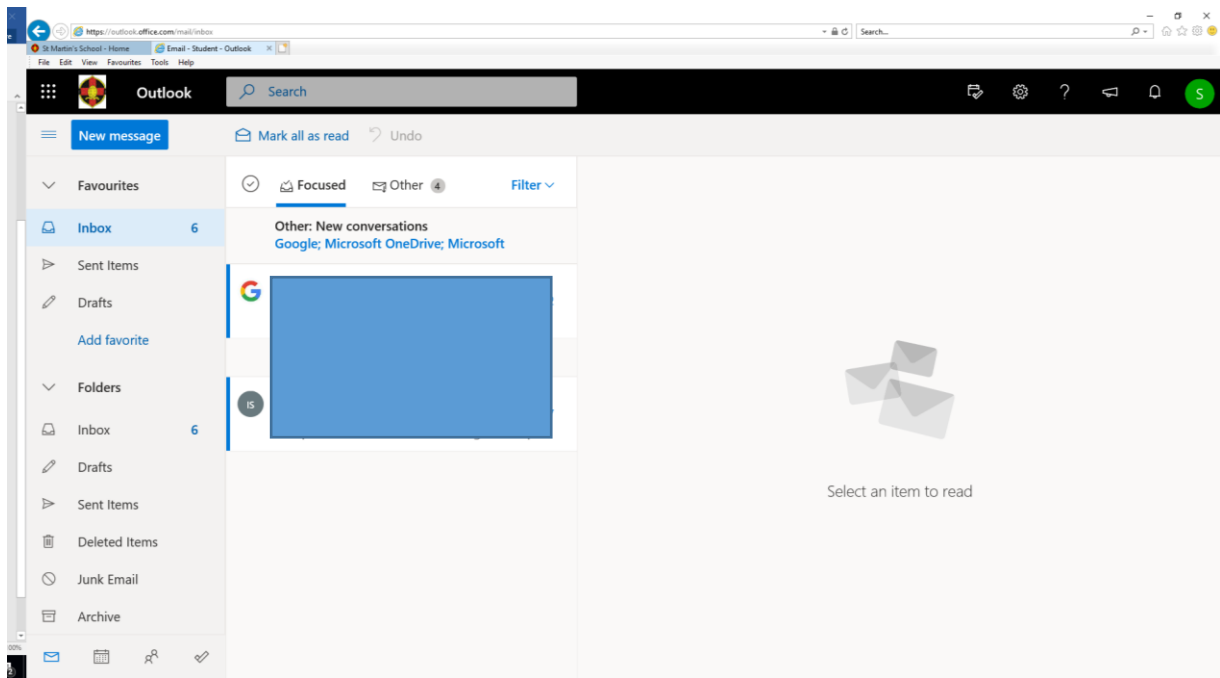 https://outlook.office.com/mail/inbox
Search...
St Martin's School - Home
Email - Student - Outlook
File Edit View Favourites Tools Help
Outlook
Search
S
New message
Mark all as read
Undo
Favourites
Inbox 6
Sent Items
Drafts
Add favorite
Folders
Inbox 6
Drafts
Sent Items
Deleted Items
Junk Email
Archive
Focused
Other 4
Filter
Other: New conversations
Google; Microsoft OneDrive; Microsoft
IS
Select an item to read